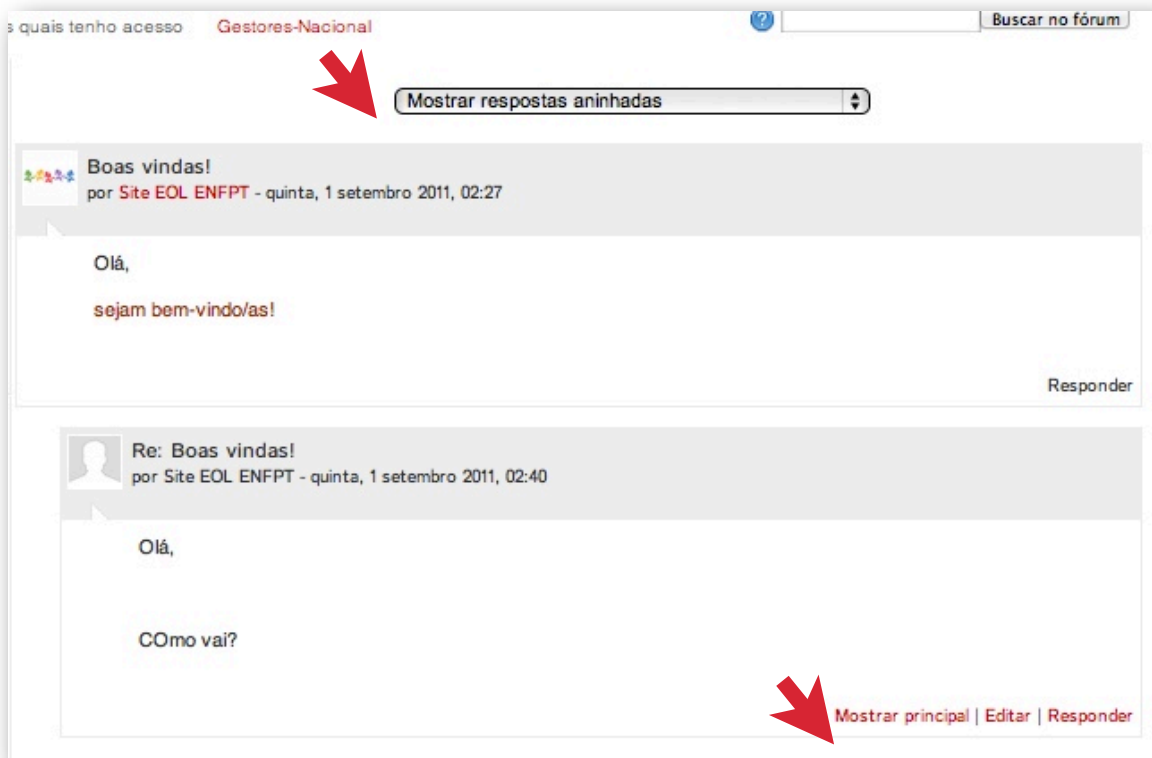 s quais tenho acesso Gestores-Nacional ? Buscar no fórum
Mostrar respostas aninhadas
Boas vindas!
por Site EOL ENFPT - quinta, 1 setembro 2011, 02:27
Olá,
sejam bem-vindo/as!
Responder
Re: Boas vindas!
por Site EOL ENFPT - quinta, 1 setembro 2011, 02:40
Olá,
COmo vai?
Mostrar principal | Editar | Responder